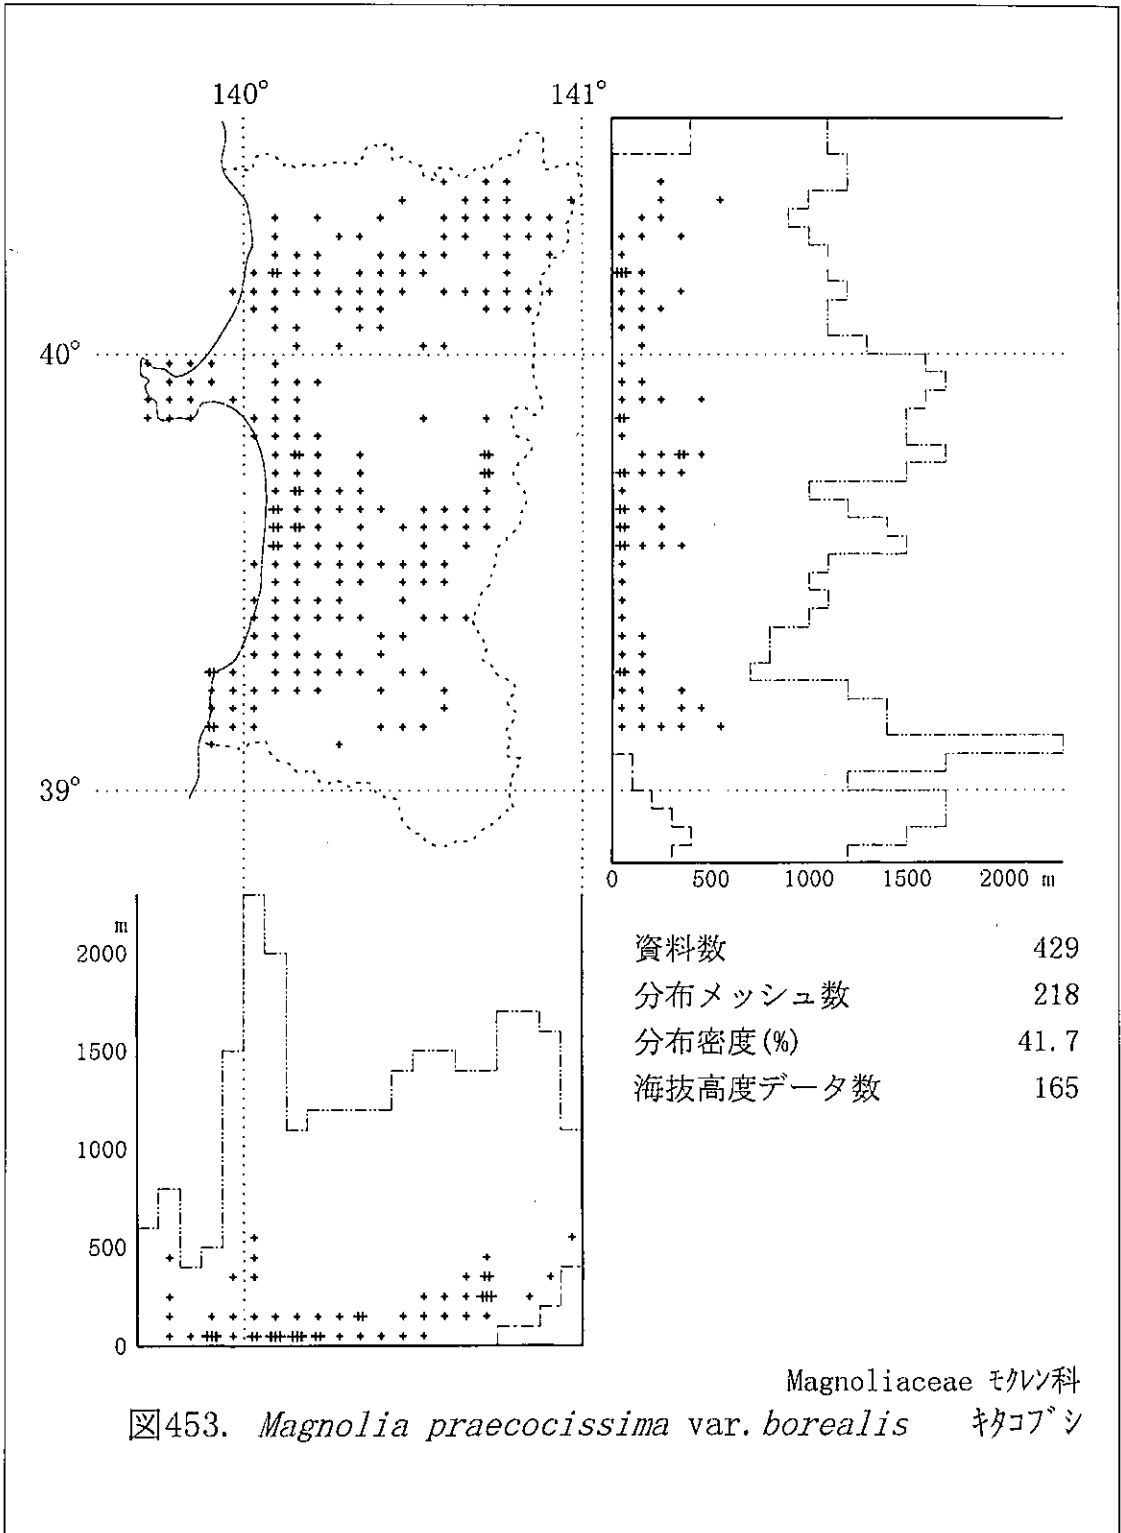 140° 141°
40°
39°
0 500 1000 1500 2000 m
m
2000
1500
1000
500
0
資料数 429
分布メッシュ数 218
分布密度(%) 41.7
海抜高度データ数 165
Magnoliaceae モクレン科
図453. Magnolia praecocissima var. borealis キタコブシ